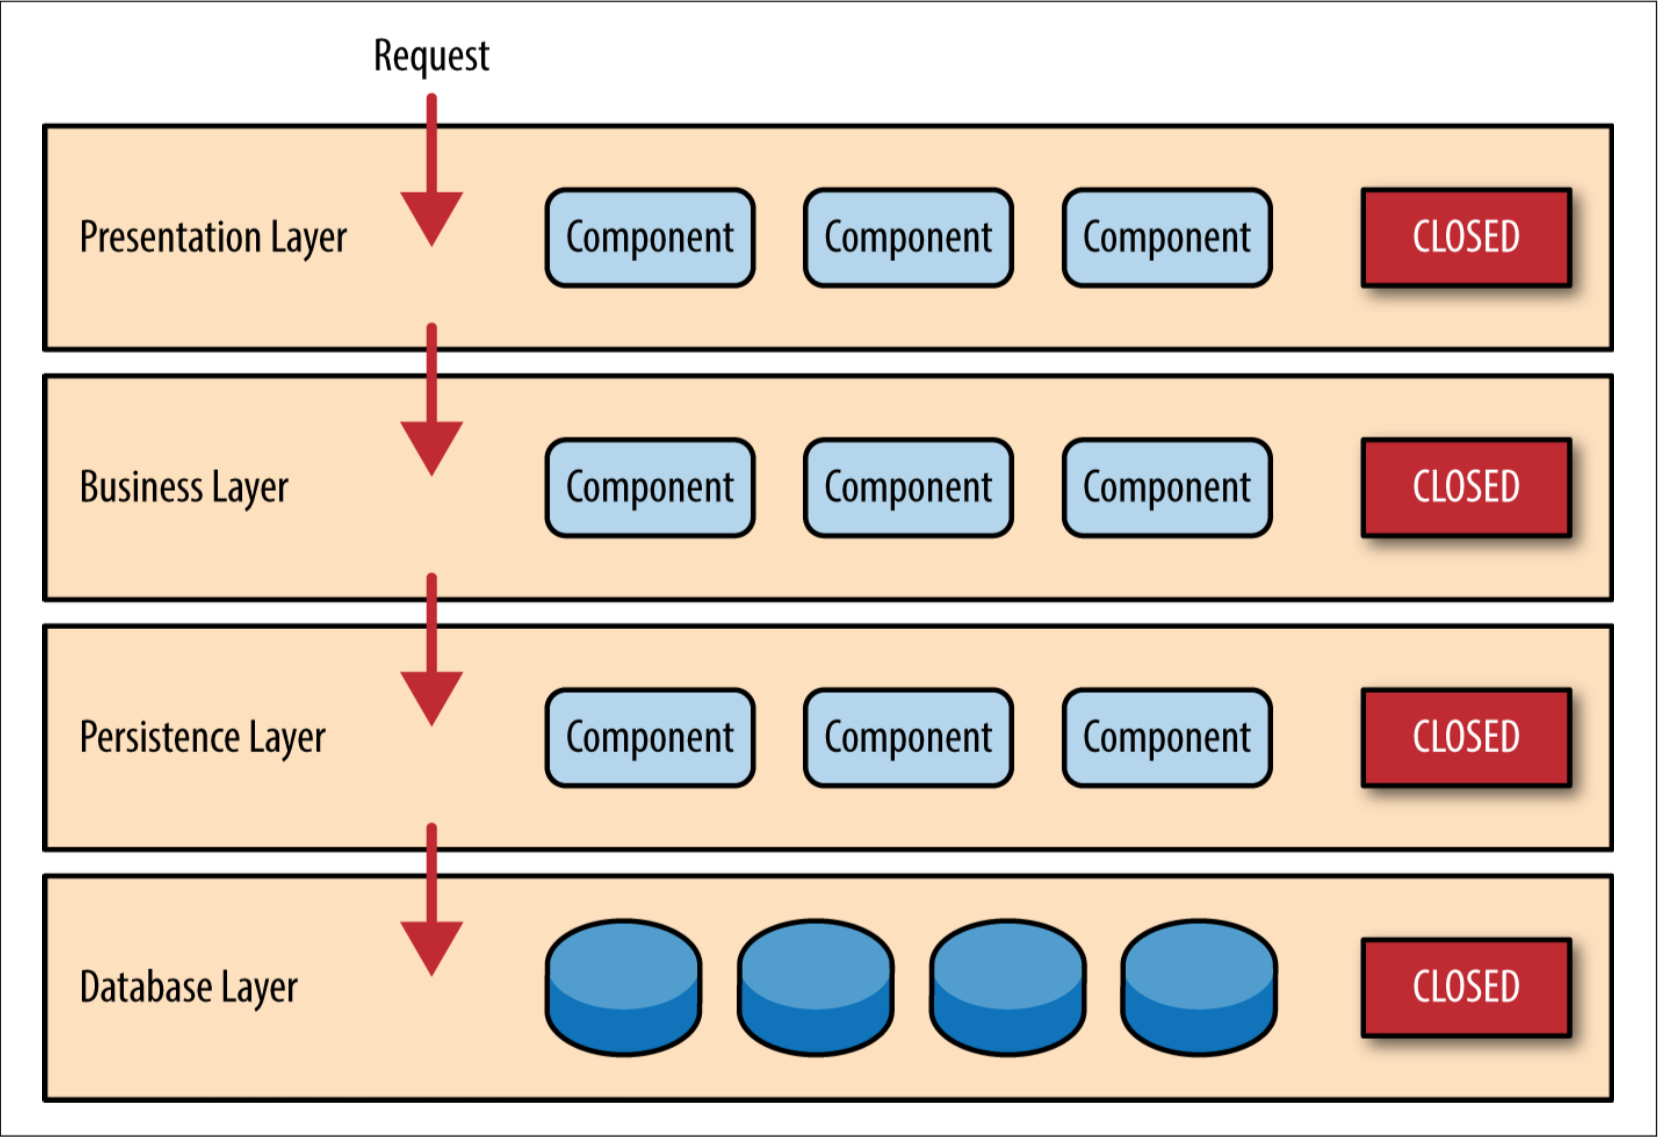 Request
Presentation Layer Component Component Component CLOSED
Business Layer Component Component Component CLOSED
Persistence Layer Component Component Component CLOSED
Database Layer CLOSED